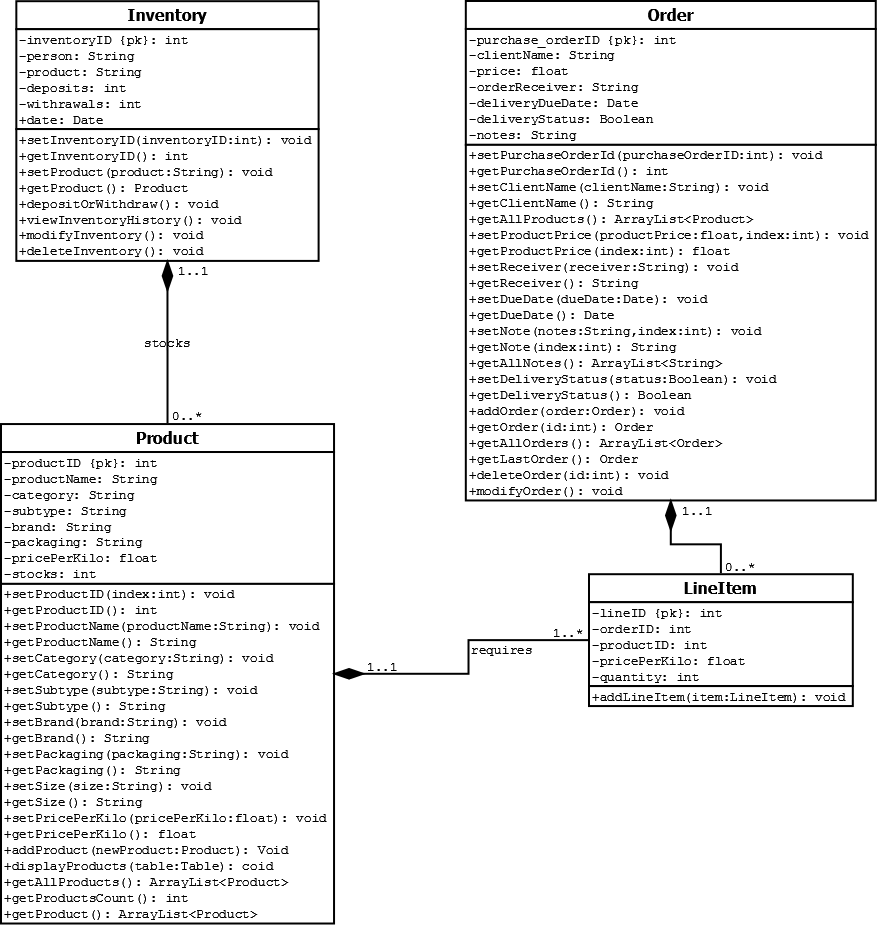 Inventory
-inventoryID {pk}: int
-person: String
-product: String
-deposits: int
-withrawals: int
+date: Date
+setInventoryID(inventoryID:int): void
+getInventoryID(): int
+setProduct(product:String): void
+getProduct(): Product
+depositOrWithdraw(): void
+viewInventoryHistory(): void
+modifyInventory(): void
+deleteInventory(): void
1..1
stocks
0..*
Product
-productID {pk}: int
-productName: String
-category: String
-subtype: String
-brand: String
-packaging: String
-pricePerKilo: float
-stocks: int
+setProductID(index:int): void
+getProductID(): int
+setProductName(productName:String): void
+getProductName(): String
+setCategory(category:String): void
+getCategory(): String
+setSubtype(subtype:String): void
+getSubtype(): String
+setBrand(brand:String): void
+getBrand(): String
+setPackaging(packaging:String): void
+getPackaging(): String
+setSize(size:String): void
+getSize(): String
+setPricePerKilo(pricePerKilo:float): void
+getPricePerKilo(): float
+addProduct(newProduct:Product): Void
+displayProducts(table:Table): coid
+getAllProducts(): ArrayList<Product>
+getProductsCount(): int
+getProduct(): ArrayList<Product>
Order
-purchase_orderID {pk}: int
-clientName: String
-price: float
-orderReceiver: String
-deliveryDueDate: Date
-deliveryStatus: Boolean
-notes: String
+setPurchaseOrderId(purchaseOrderID:int): void
+getPurchaseOrderId(): int
+setClientName(clientName:String): void
+getClientName(): String
+getAllProducts(): ArrayList<Product>
+setProductPrice(productPrice:float,index:int): void
+getProductPrice(index:int): float
+setReceiver(receiver:String): void
+getReceiver(): String
+setDueDate(dueDate:Date): void
+getDueDate(): Date
+setNote(notes:String,index:int): void
+getNote(index:int): String
+getAllNotes(): ArrayList<String>
+setDeliveryStatus(status:Boolean): void
+getDeliveryStatus(): Boolean
+addOrder(order:Order): void
+getOrder(id:int): Order
+getAllOrders(): ArrayList<Order>
+getLastOrder(): Order
+deleteOrder(id:int): void
+modifyOrder(): void
1..1
0..*
LineItem
-lineID {pk}: int
-orderID: int
-productID: int
-pricePerKilo: float
-quantity: int
+addLineItem(item:LineItem): void
1..*
requires
1..1